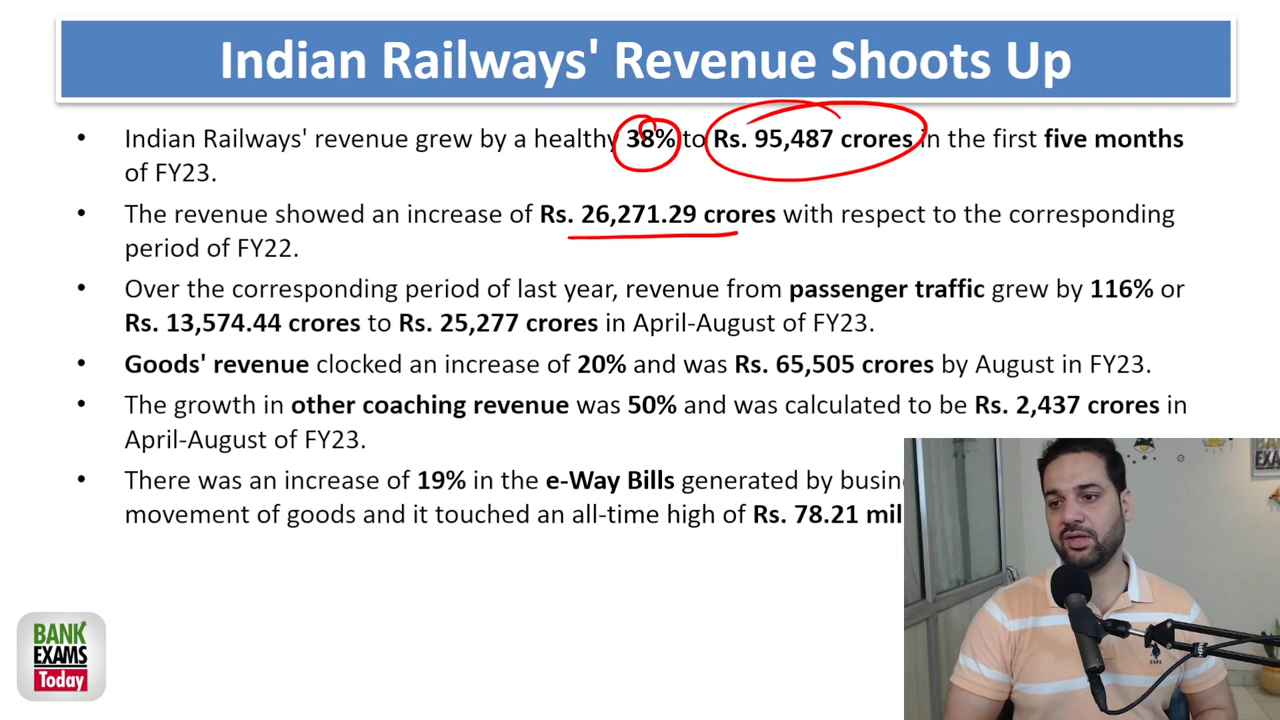 Indian Railways' Revenue Shoots Up
• Indian Railways' revenue grew by a healthy 38% to Rs. 95,487 crores in the first five months
of FY23.
• The revenue showed an increase of Rs. 26,271.29 crores with respect to the corresponding
period of FY22.
• Over the corresponding period of last year, revenue from passenger traffic grew by 116% or
Rs. 13,574.44 crores to Rs. 25,277 crores in April-August of FY23.
• Goods' revenue clocked an increase of 20% and was Rs. 65,505 crores by August in FY23.
• The growth in other coaching revenue was 50% and was calculated to be Rs. 2,437 crores in
April-August of FY23.
• There was an increase of 19% in the e-Way Bills generated by
movement of goods and it touched an all-time high of Rs. 78.21
BANK
EXAMS
Today